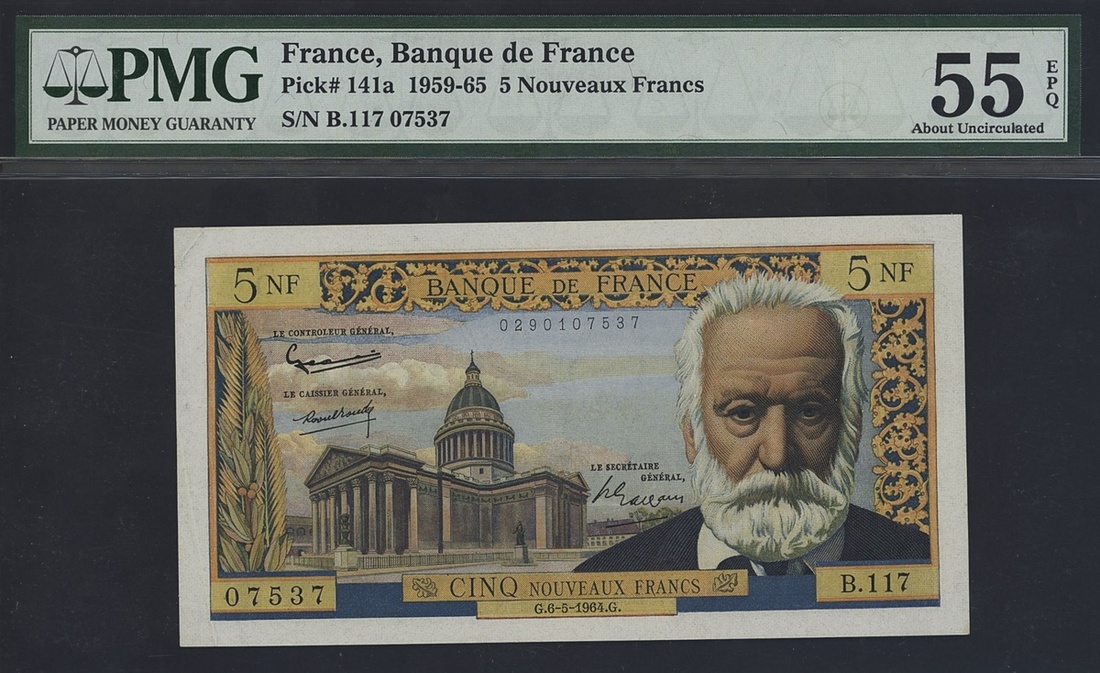 PMG
PAPER MONEY GUARANTY
France, Banque de France
Pick# 141a 1959-65 5 Nouveaux Francs
S/N B.117 07537
55
EPQ
About Uncirculated
5 NF
BANQUE DE FRANCE
5 NF
0290107537
LE CONTROLEUR GÉNÉRAL,
LE CAISSIER GÉNÉRAL,
LE SECRÉTAIRE
GÉNÉRAL,
07537
CINQ NOUVEAUX FRANCS
B.117
G.6-5-1964.G.